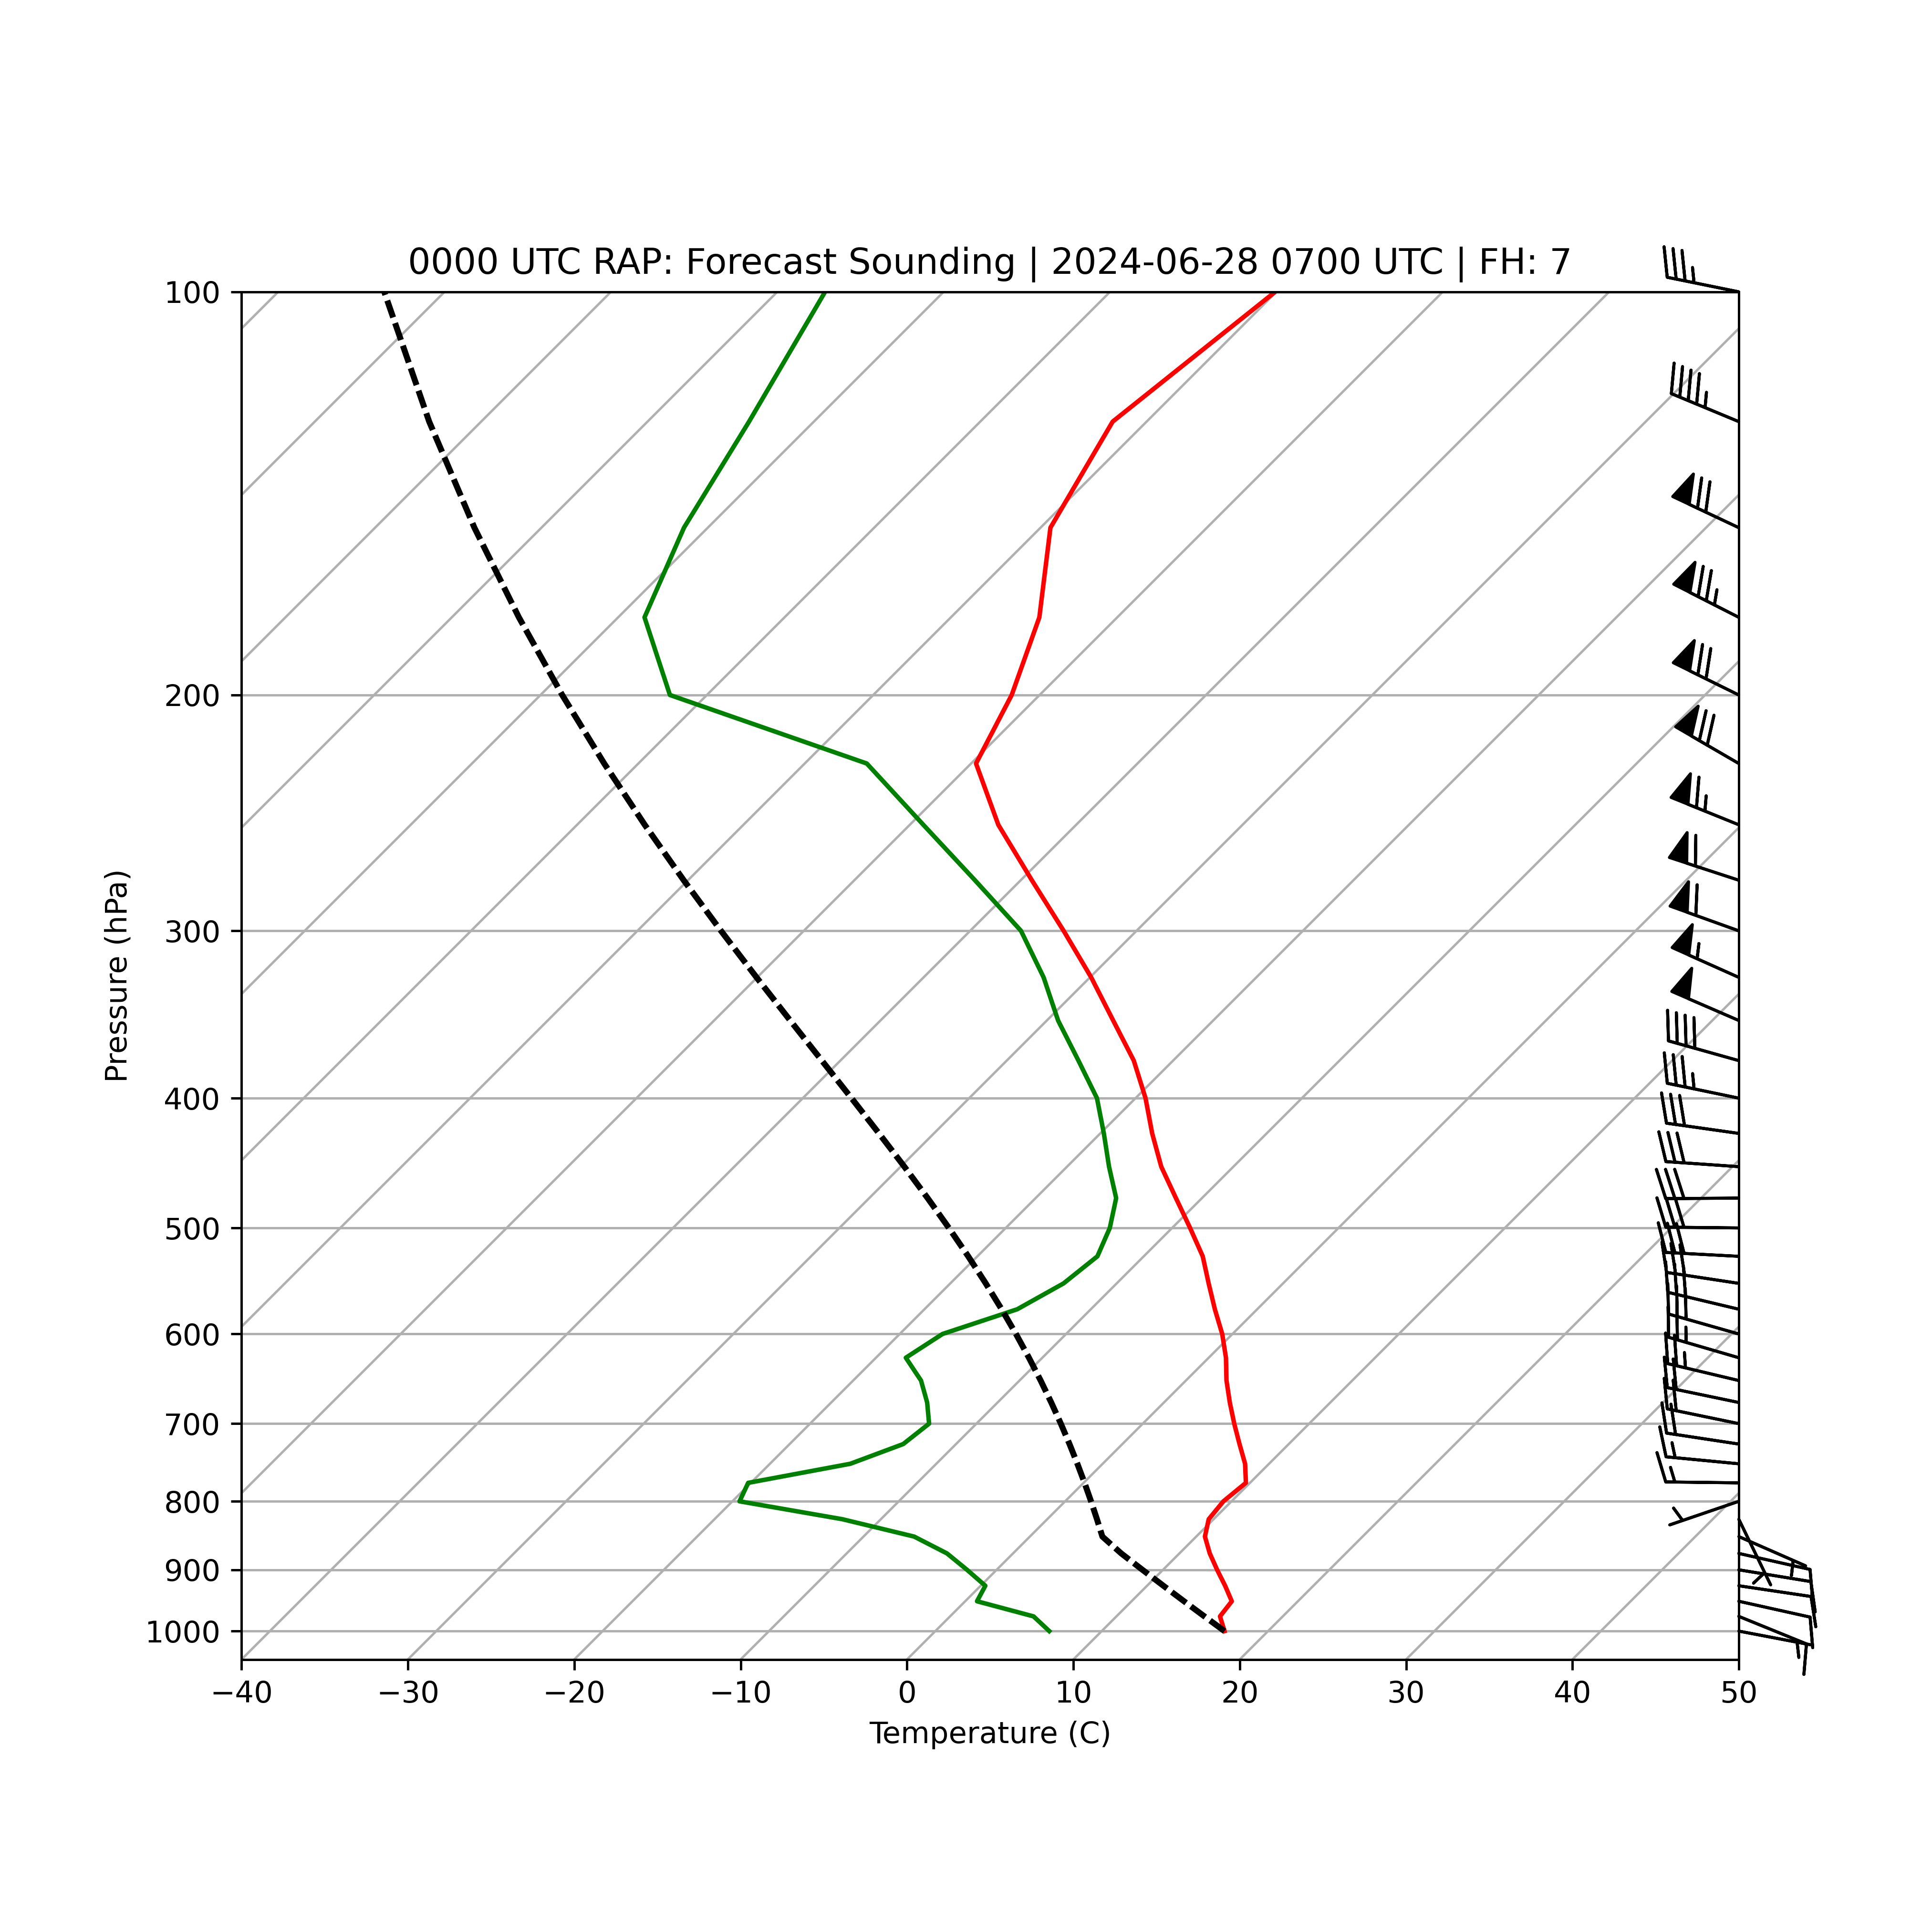 0000 UTC RAP: Forecast Sounding | 2024-06-28 0700 UTC | FH: 7
100
200
300
400
500
600
700
800
900
1000
Pressure (hPa)
−40 −30 −20 −10 0 10 20 30 40 50
Temperature (C)